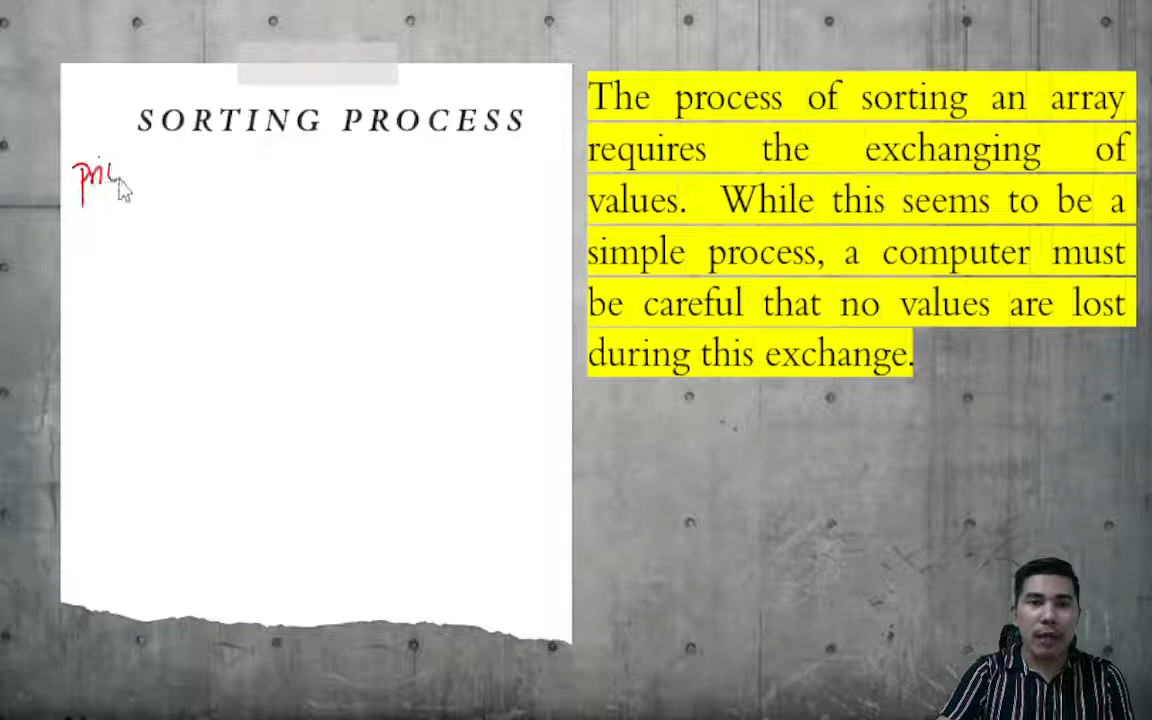 SORTING PROCESS
pric
The process of sorting an array
requires the exchanging of
values. While this seems to be a
simple process, a computer must
be careful that no values are lost
during this exchange.